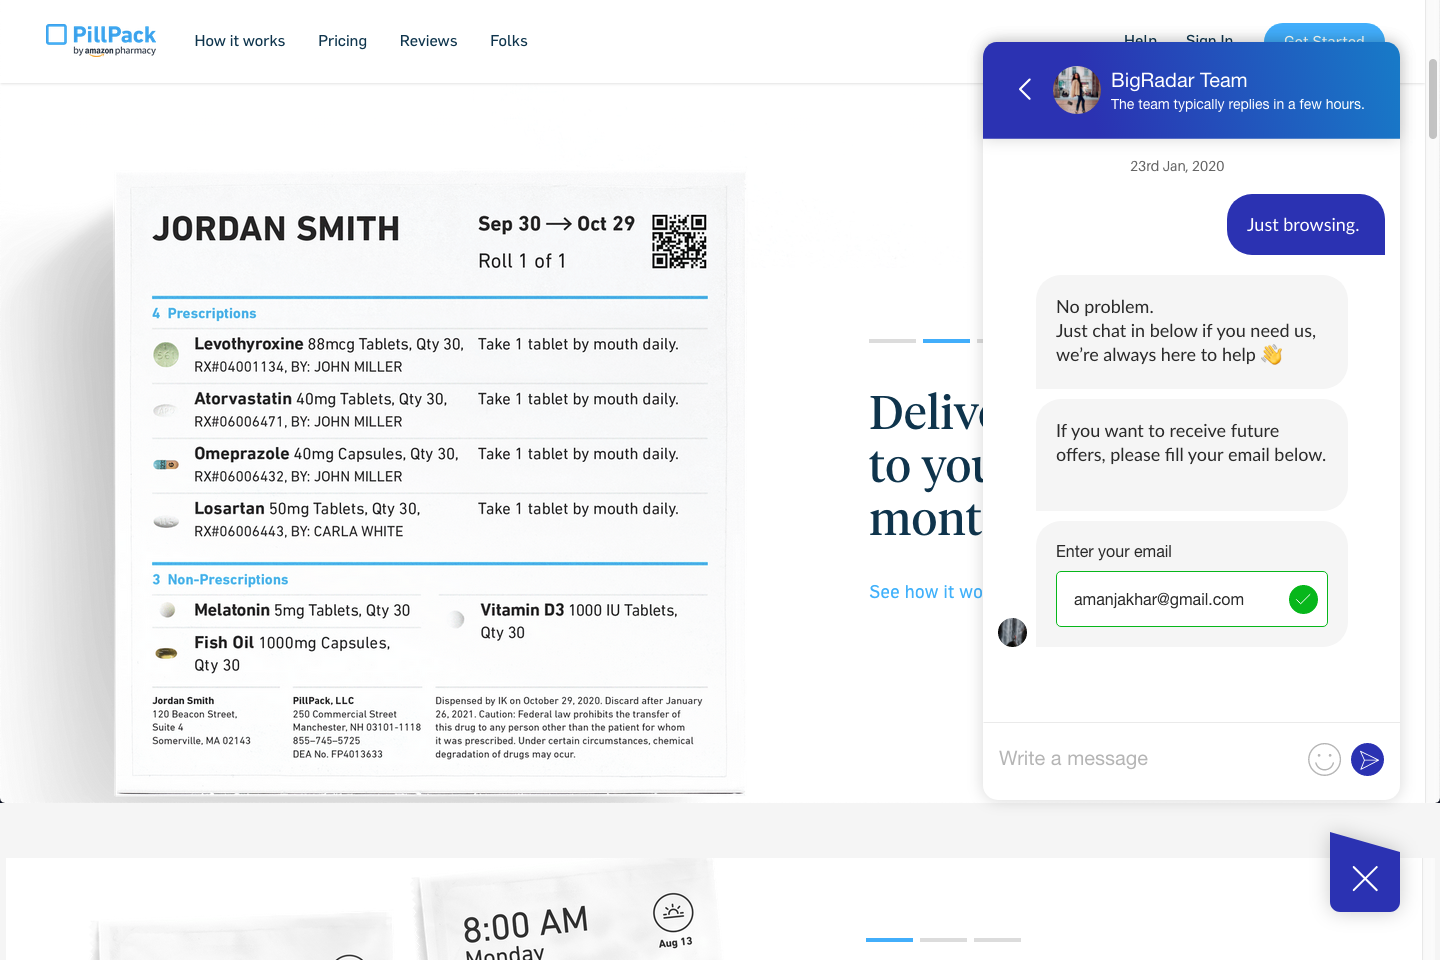 PillPack
by amazon pharmacy
How it works
Pricing
Reviews
Folks
Help
Sign In
Get Started
JORDAN SMITH
Sep 30 → Oct 29
Roll 1 of 1
4 Prescriptions
Levothyroxine 88mcg Tablets, Qty 30,
Take 1 tablet by mouth daily.
RX#04001134, BY: JOHN MILLER
Atorvastatin 40mg Tablets, Qty 30,
Take 1 tablet by mouth daily.
RX#06006471, BY: JOHN MILLER
Omeprazole 40mg Capsules, Qty 30,
Take 1 tablet by mouth daily.
RX#06006432, BY: JOHN MILLER
Losartan 50mg Tablets, Qty 30,
Take 1 tablet by mouth daily.
RX#06006443, BY: CARLA WHITE
3 Non-Prescriptions
Melatonin 5mg Tablets, Qty 30
Fish Oil 1000mg Capsules,
Qty 30
Vitamin D3 1000 IU Tablets,
Qty 30
Jordan Smith
120 Beacon Street,
Suite 4
Somerville, MA 02143
PillPack, LLC
250 Commercial Street
Manchester, NH 03101-1118
855-745-5725
DEA No. FP4013633
Dispensed by IK on October 29, 2020. Discard after January
26, 2021. Caution: Federal law prohibits the transfer of
this drug to any person other than the patient for whom
it was prescribed. Under certain circumstances, chemical
degradation of drugs may occur.
Delive
to you
mont
See how it wo
BigRadar Team
The team typically replies in a few hours.
23rd Jan, 2020
Just browsing.
No problem.
Just chat in below if you need us,
we're always here to help 👋
If you want to receive future
offers, please fill your email below.
Enter your email
amanjakhar@gmail.com
Write a message
8:00 AM
Monday
Aug 13